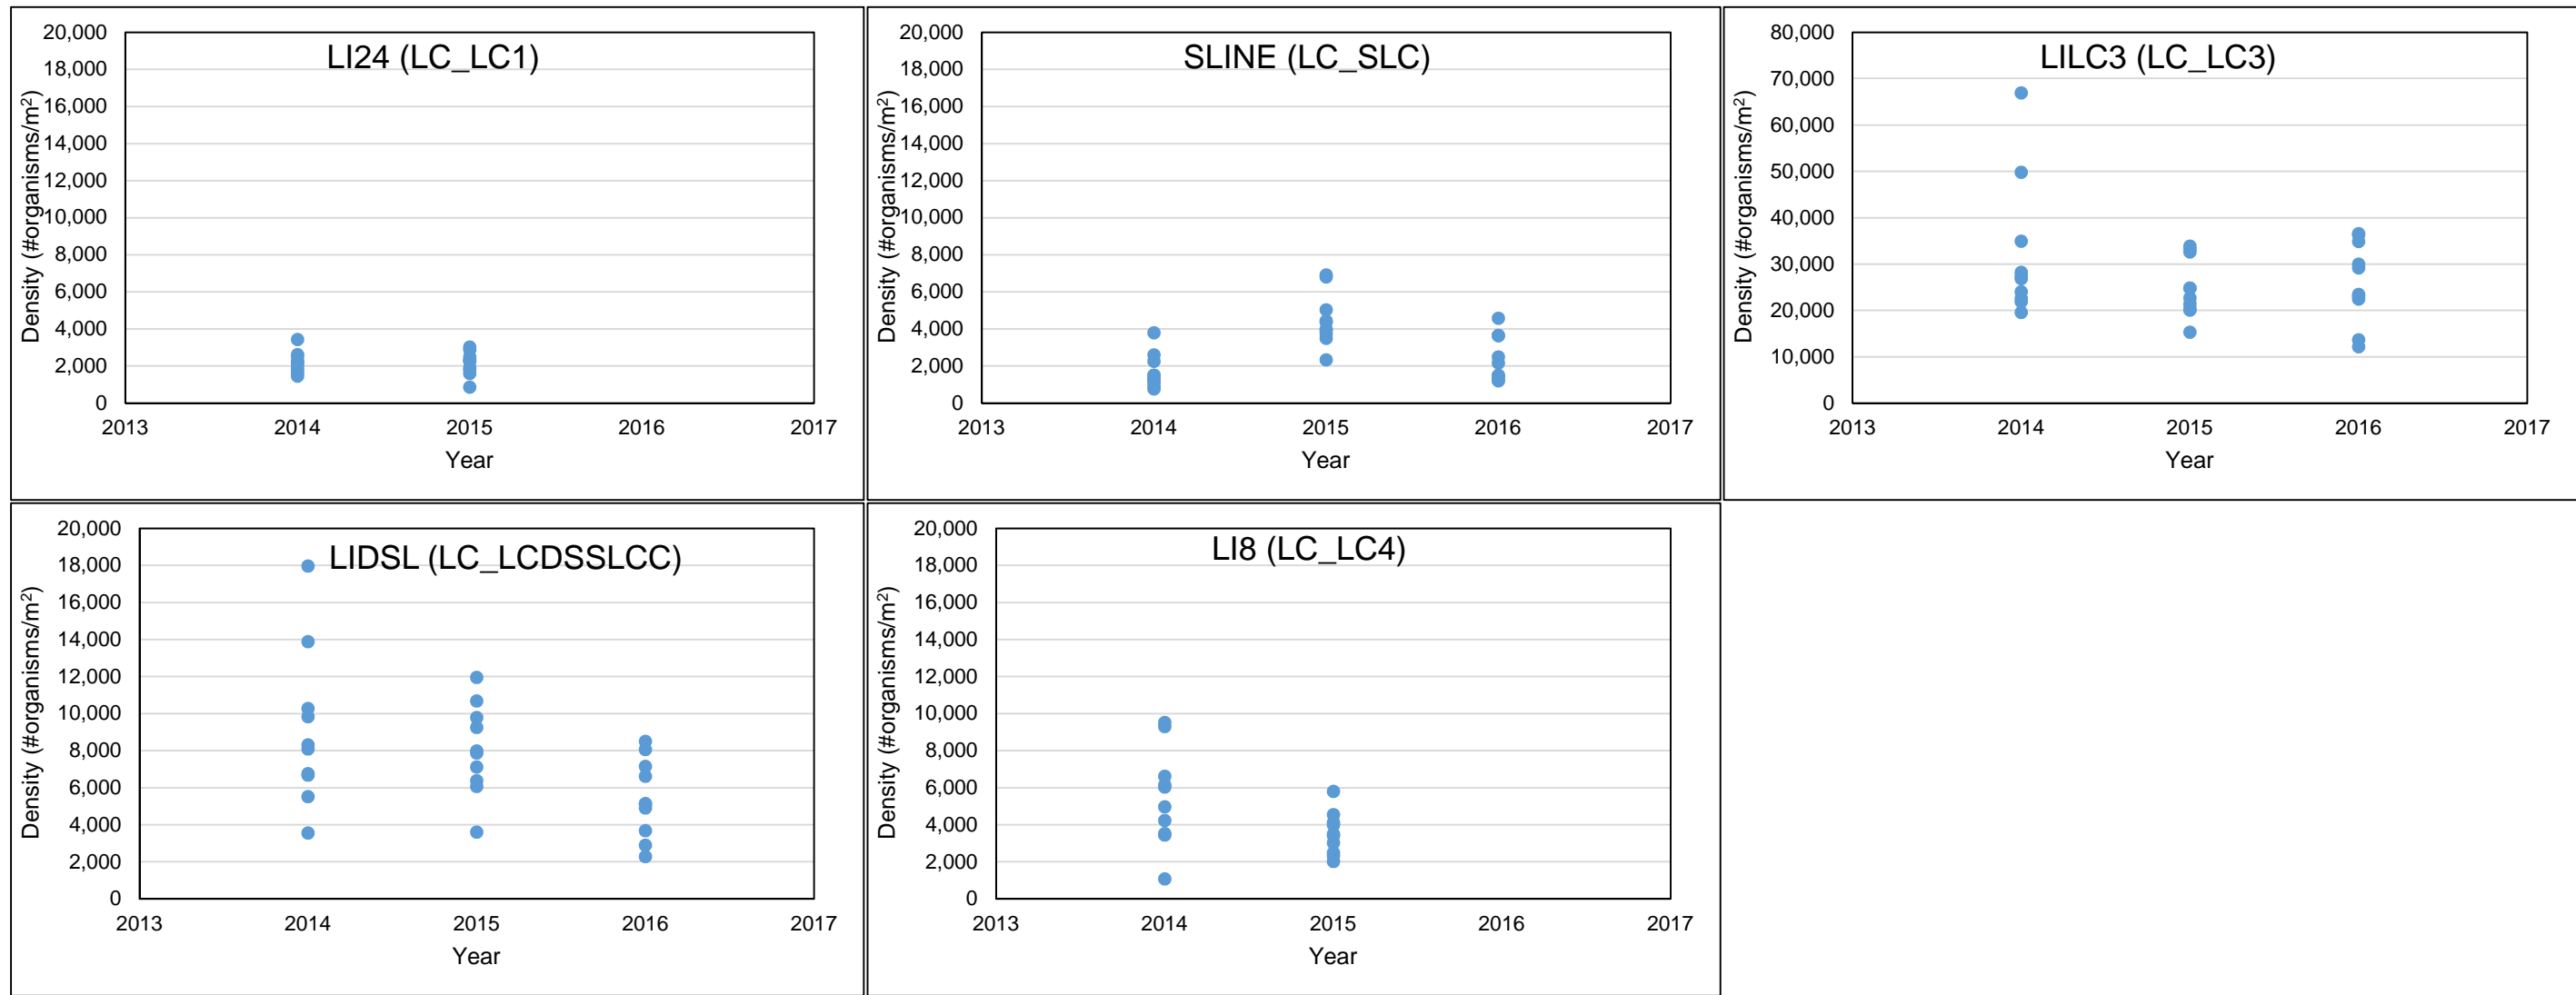 LI24 (LC_LC1)
Density (#organisms/m²)
20,000
18,000
16,000
14,000
12,000
10,000
8,000
6,000
4,000
2,000
0
2013 2014 2015 2016 2017
Year
SLINE (LC_SLC)
Density (#organisms/m²)
20,000
18,000
16,000
14,000
12,000
10,000
8,000
6,000
4,000
2,000
0
2013 2014 2015 2016 2017
Year
LILC3 (LC_LC3)
Density (#organisms/m²)
80,000
70,000
60,000
50,000
40,000
30,000
20,000
10,000
0
2013 2014 2015 2016 2017
Year
LIDSL (LC_LCDSSLCC)
Density (#organisms/m²)
20,000
18,000
16,000
14,000
12,000
10,000
8,000
6,000
4,000
2,000
0
2013 2014 2015 2016 2017
Year
LI8 (LC_LC4)
Density (#organisms/m²)
20,000
18,000
16,000
14,000
12,000
10,000
8,000
6,000
4,000
2,000
0
2013 2014 2015 2016 2017
Year